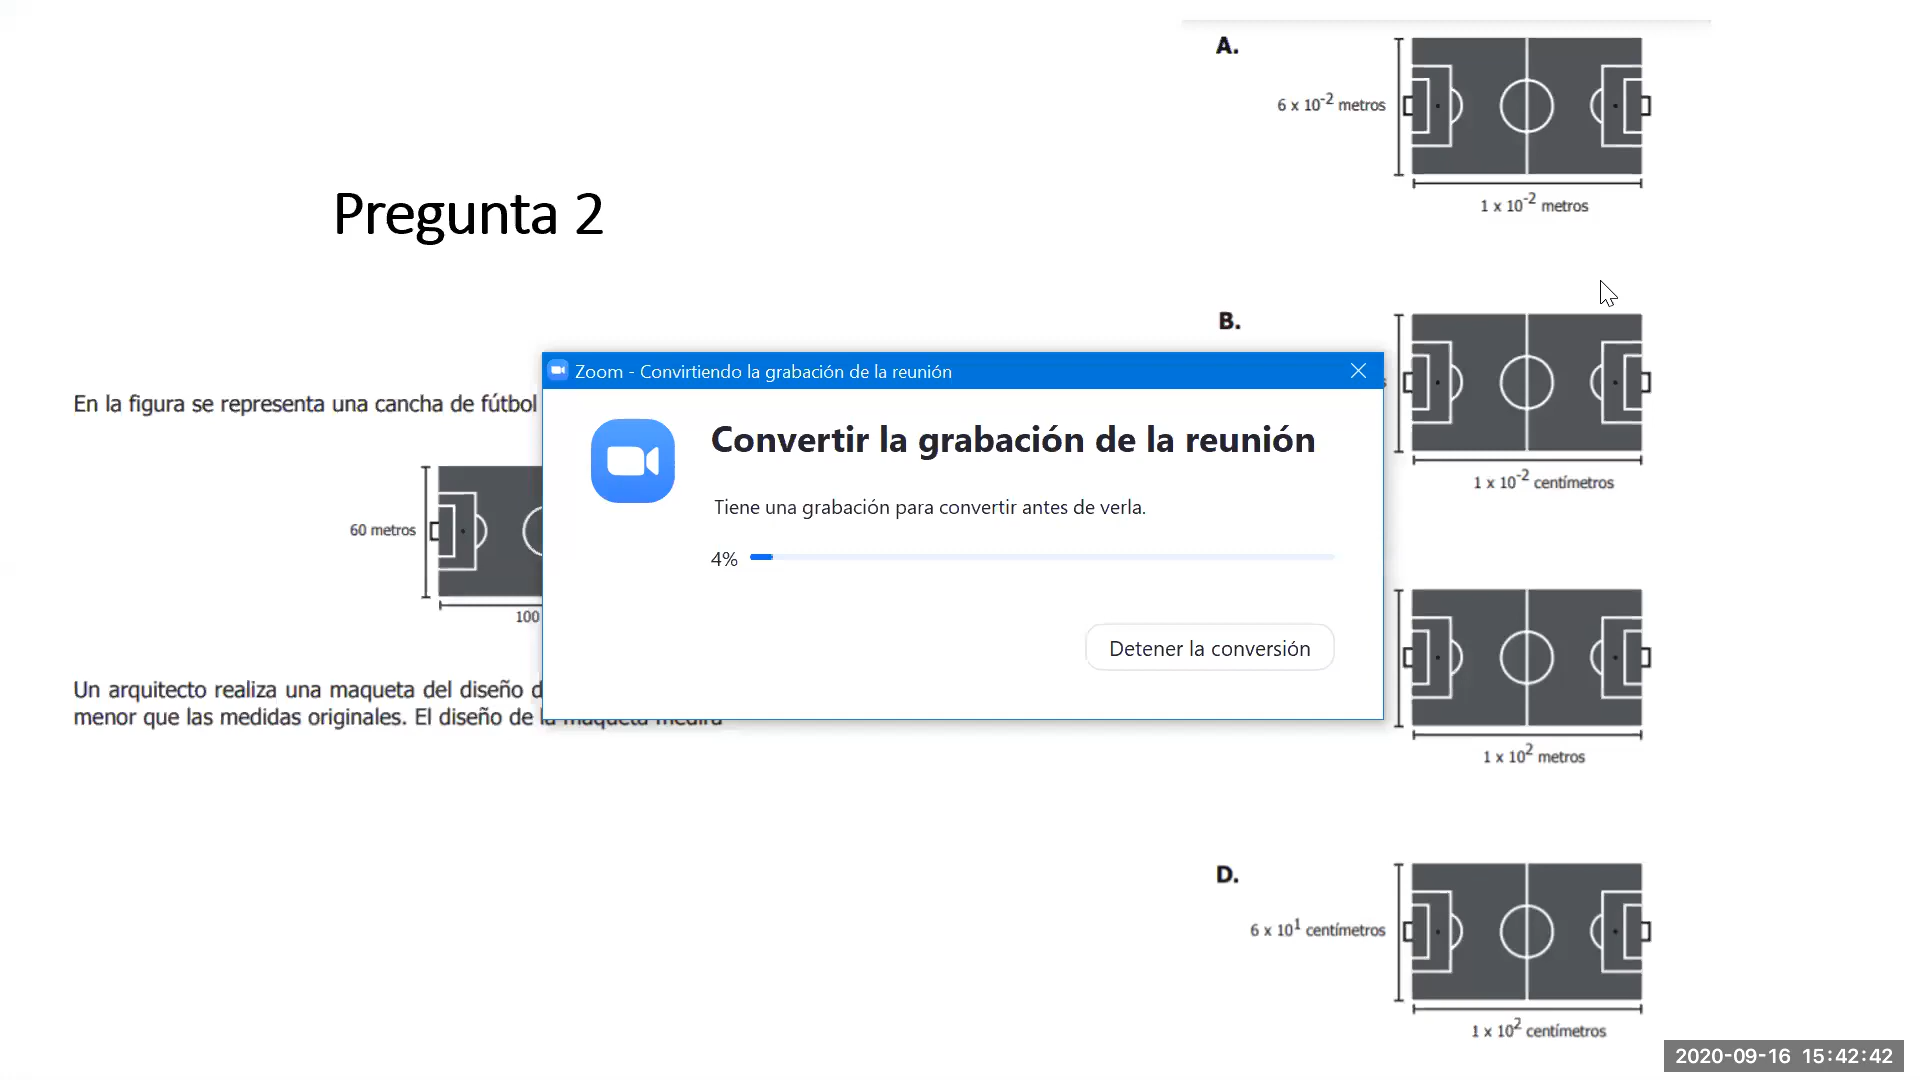 Pregunta 2
En la figura se representa una cancha de fútbol
60 metros
100
Un arquitecto realiza una maqueta del diseño d
menor que las medidas originales. El diseño de la maqueta medirá
Zoom - Convirtiendo la grabación de la reunión
Convertir la grabación de la reunión
Tiene una grabación para convertir antes de verla.
4%
Detener la conversión
A.
6 x 10⁻² metros
1 x 10⁻² metros
B.
1 x 10⁻² centímetros
1 x 10² metros
D.
6 x 10¹ centímetros
1 x 10² centímetros
2020-09-16 15:42:42